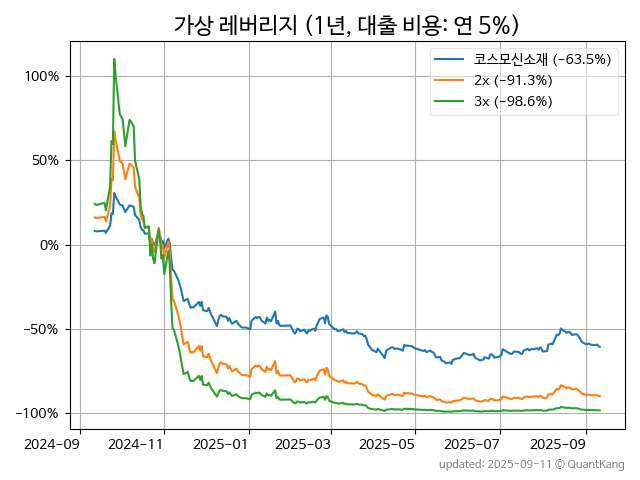 가상 레버리지 (1년, 대출 비용: 연 5%)
코스모신소재 (−63.5%)
2x (−91.3%)
3x (−98.6%)
100%
50%
0%
−50%
−100%
2024-09 2024-11 2025-01 2025-03 2025-05 2025-07 2025-09
updated: 2025-09-11 © QuantKang